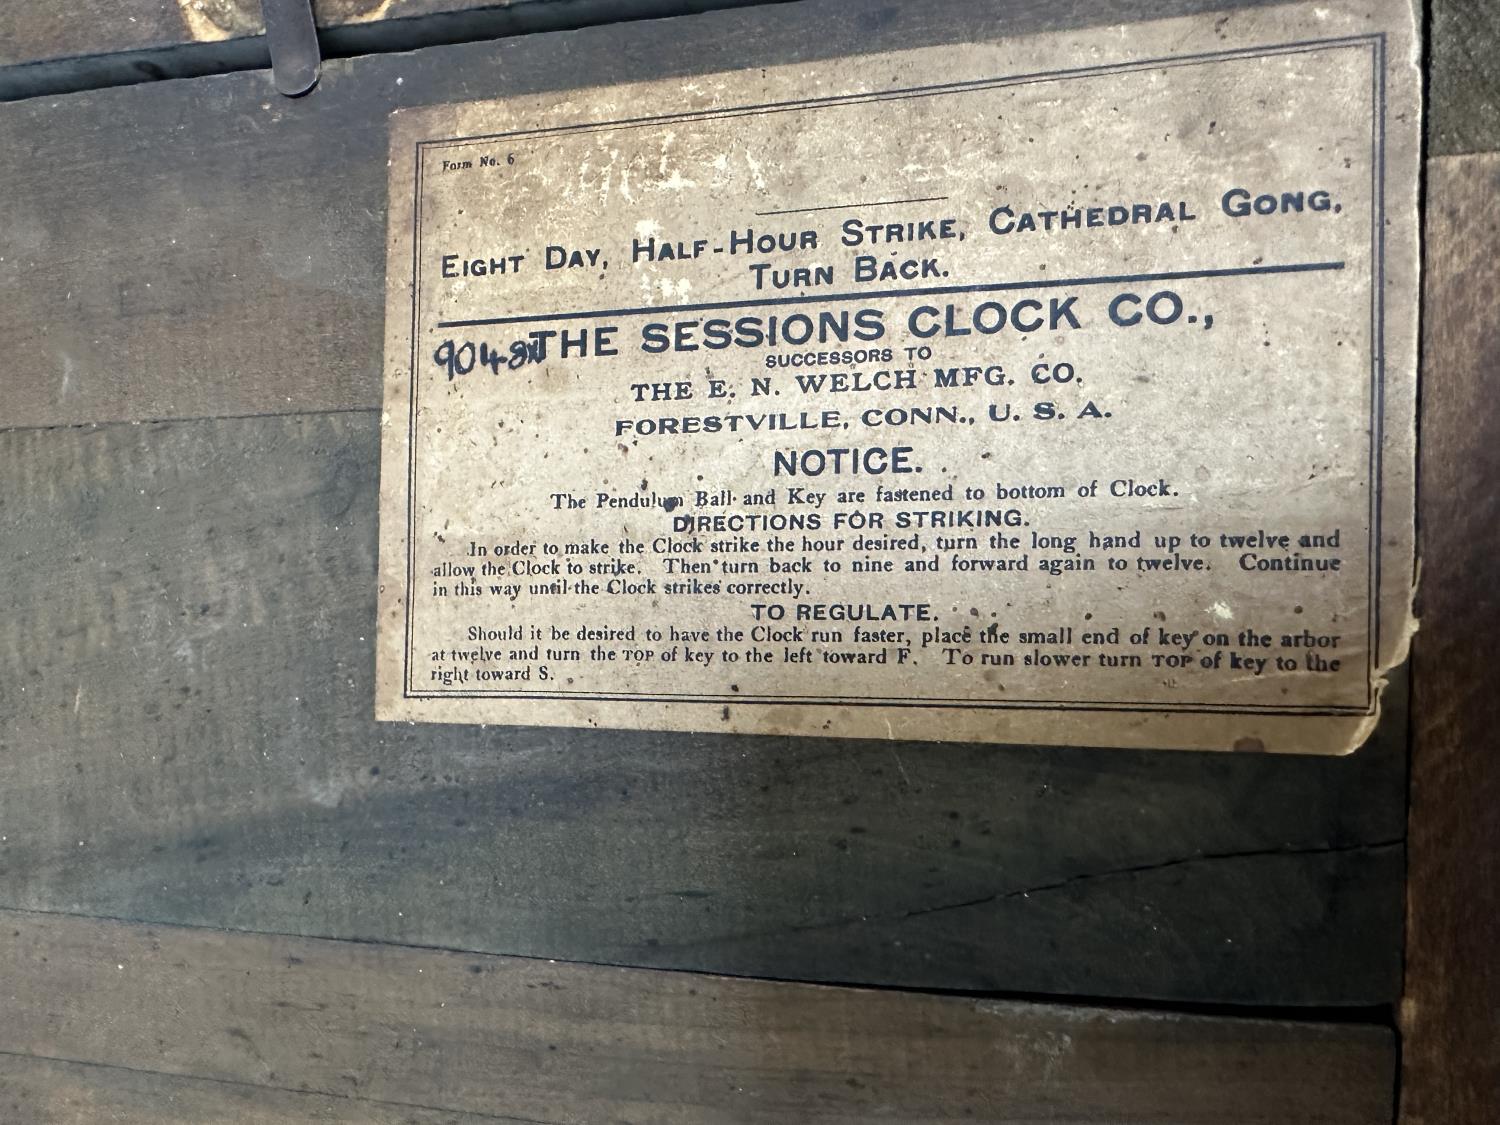 Form No. 6
EIGHT DAY, HALF-HOUR STRIKE, CATHEDRAL GONG,
TURN BACK.
THE SESSIONS CLOCK CO.,
SUCCESSORS TO
THE E. N. WELCH MFG. CO.
FORESTVILLE, CONN., U. S. A.
NOTICE.
The Pendulum Ball and Key are fastened to bottom of Clock.
DIRECTIONS FOR STRIKING.
In order to make the Clock strike the hour desired, turn the long hand up to twelve and
allow the Clock to strike. Then turn back to nine and forward again to twelve. Continue
in this way until the Clock strikes correctly.
TO REGULATE.
Should it be desired to have the Clock run faster, place the small end of key on the arbor
at twelve and turn the TOP of key to the left toward F. To run slower turn TOP of key to the
right toward S.